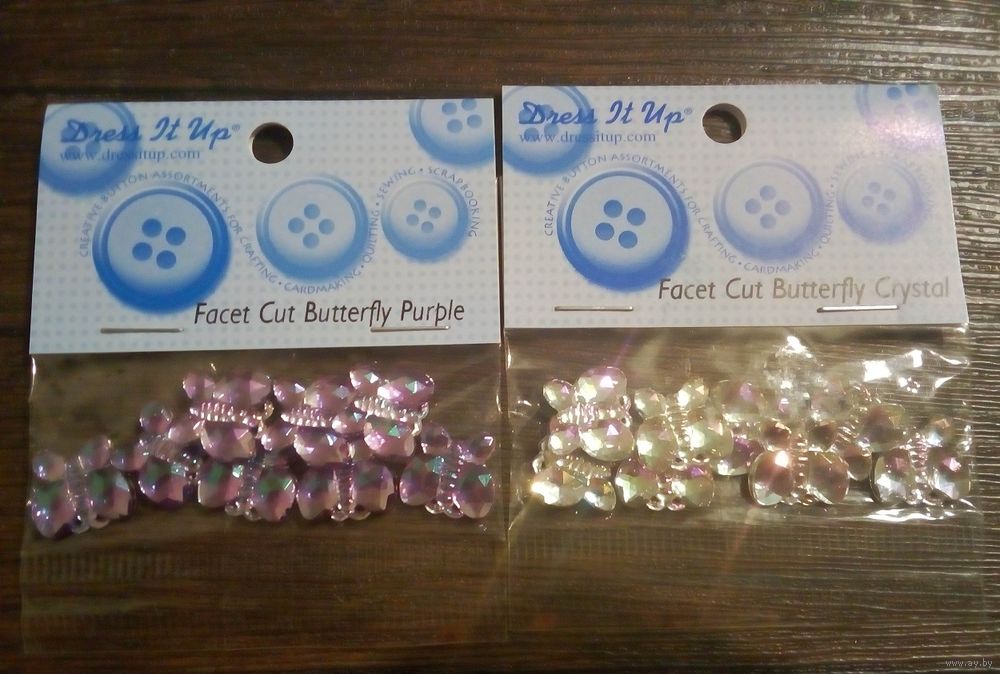 Dress It Up®
www.dressitup.com
CREATIVE BUTTON ASSORTMENTS FOR CRAFTING • CARDMAKING • QUILTING • SEWING • SCRAPBOOKING
Facet Cut Butterfly Purple
Dress It Up®
www.dressitup.com
CREATIVE BUTTON ASSORTMENTS FOR CRAFTING • CARDMAKING • QUILTING • SEWING •
Facet Cut Butterfly Crystal
www.ay.by